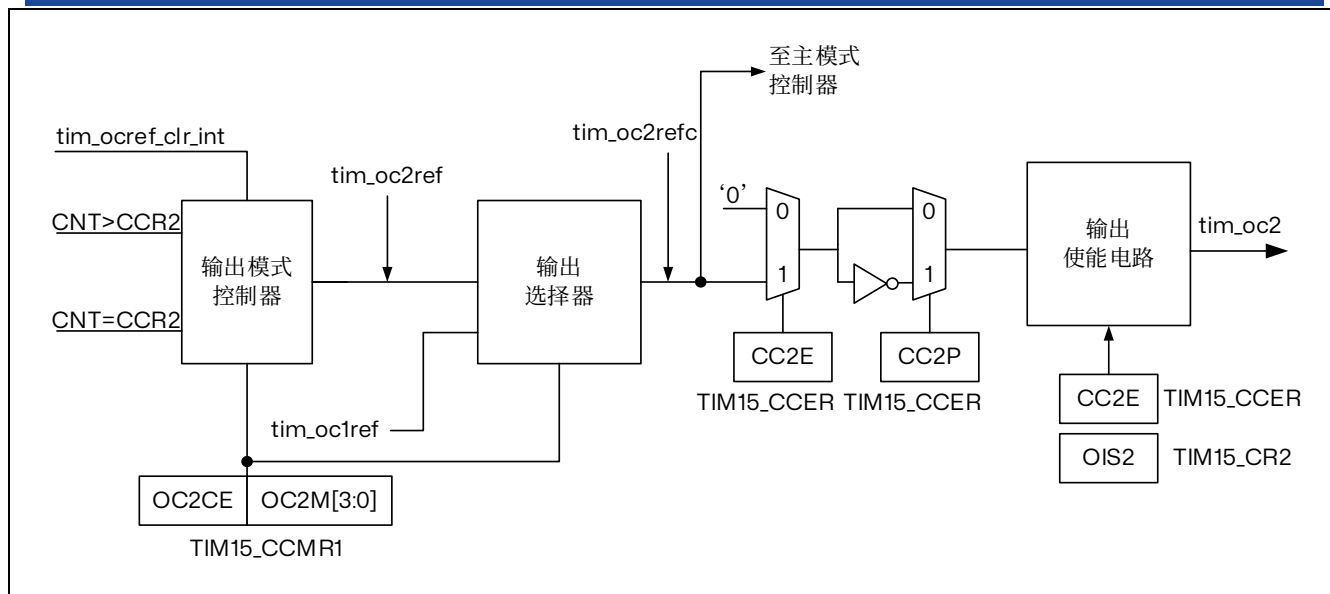 至主模式
控制器
tim_ocref_clr_int
tim_oc2refc
tim_oc2ref
‘0’
CNT>CCR2
0
0
输出模式
控制器
输出
选择器
输出
使能电路
tim_oc2
1
1
CNT=CCR2
CC2E
CC2P
TIM15_CCER
TIM15_CCER
CC2E
TIM15_CCER
tim_oc1ref
OIS2
TIM15_CR2
OC2CE
OC2M[3:0]
TIM15_CCMR1